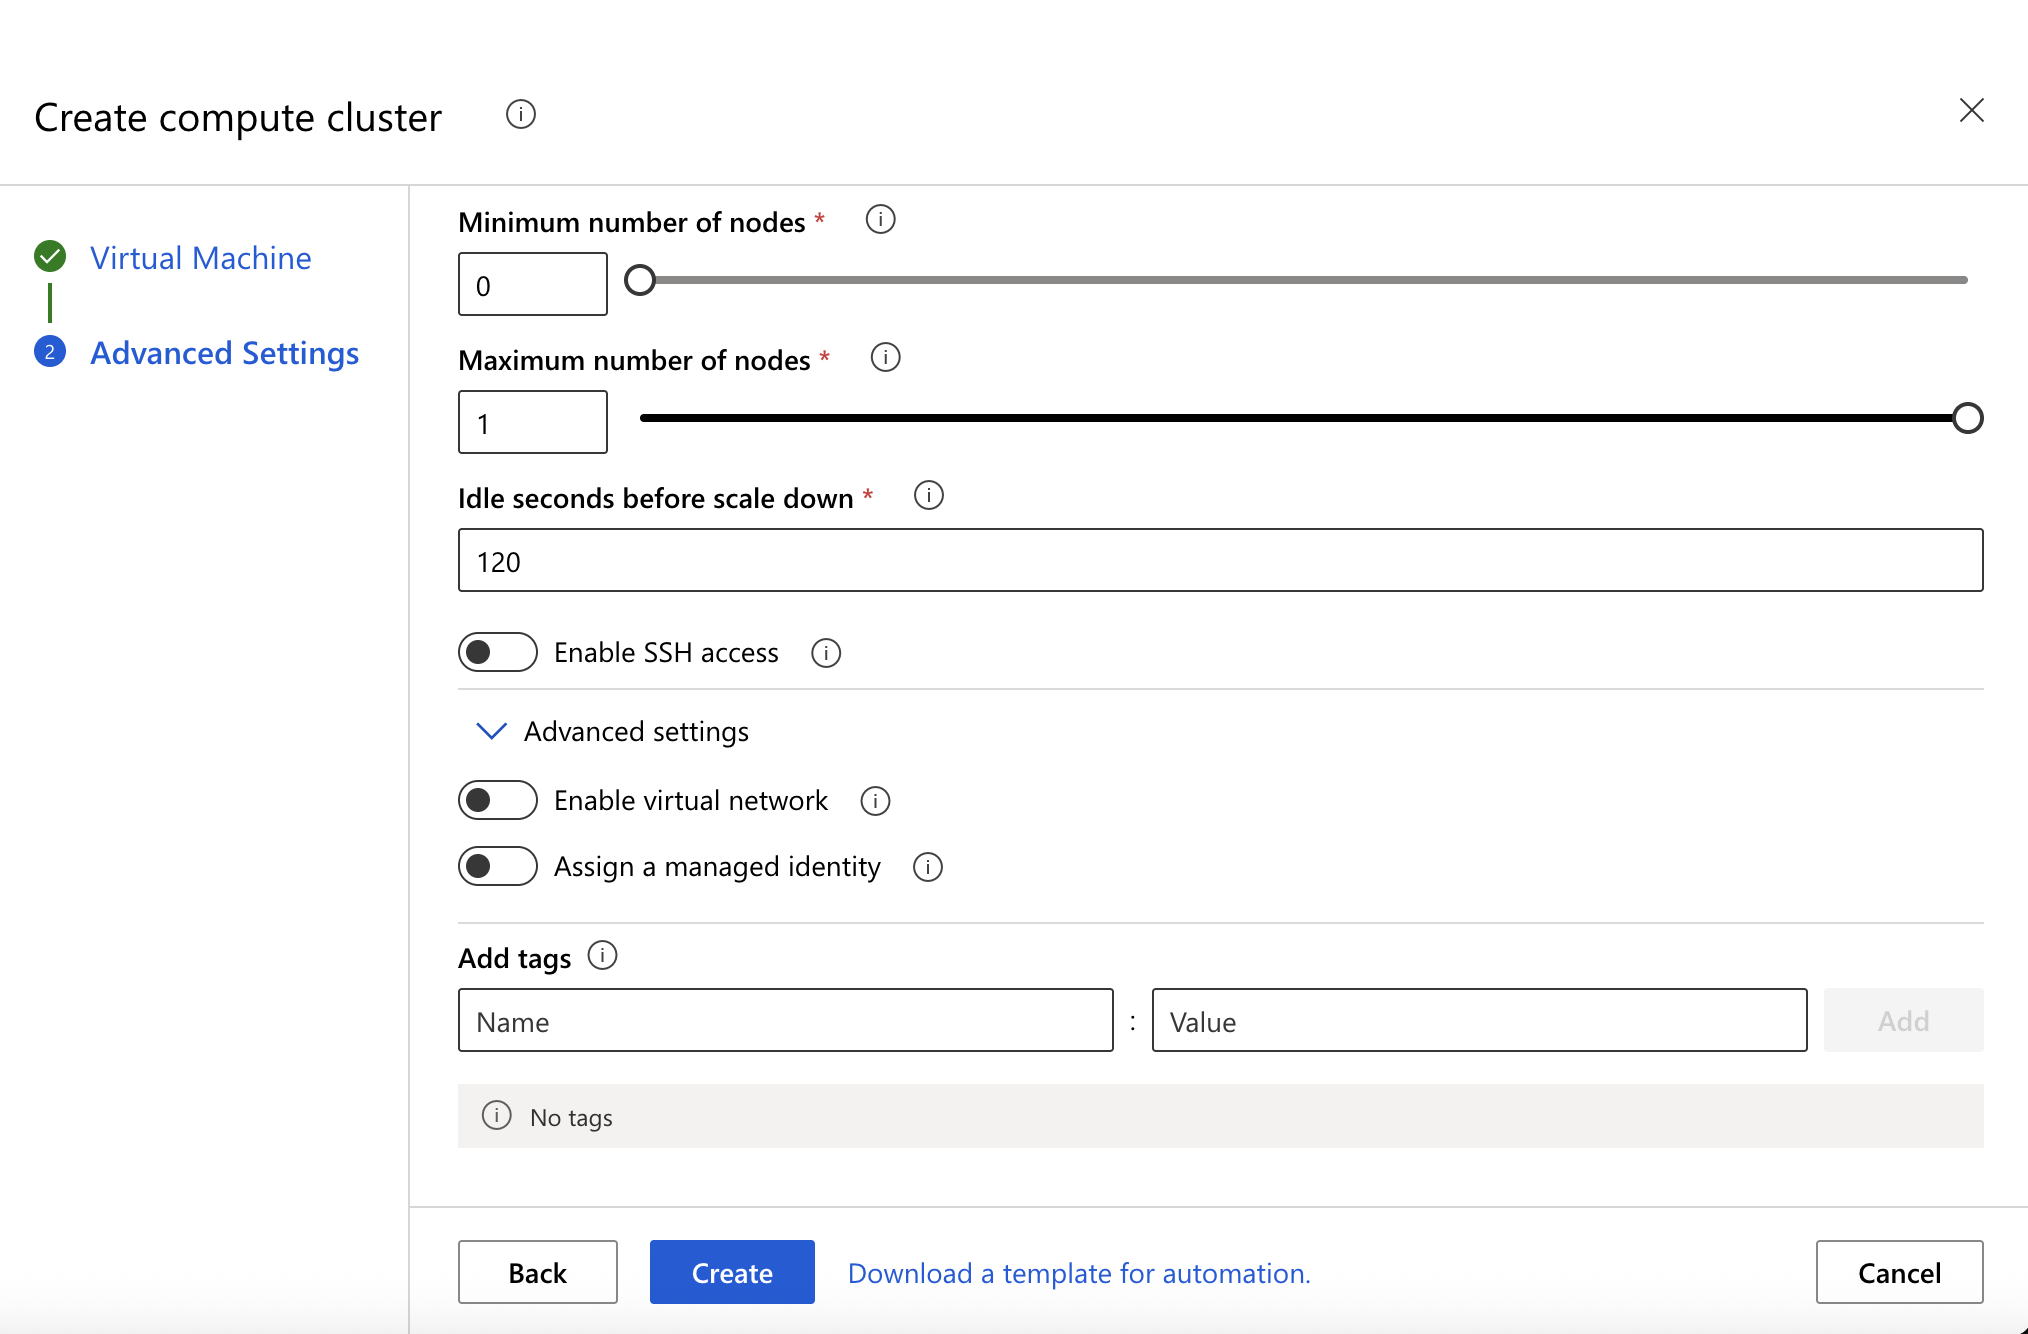 Create compute cluster
Virtual Machine
2 Advanced Settings
Minimum number of nodes *
0
Maximum number of nodes *
1
Idle seconds before scale down *
120
Enable SSH access
Advanced settings
Enable virtual network
Assign a managed identity
Add tags
Name : Value Add
No tags
Back Create Download a template for automation. Cancel